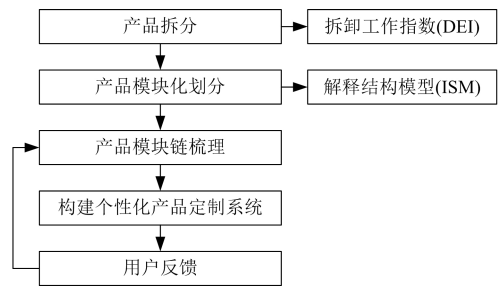 产品拆分
拆卸工作指数(DEI)
产品模块化划分
解释结构模型(ISM)
产品模块链梳理
构建个性化产品定制系统
用户反馈